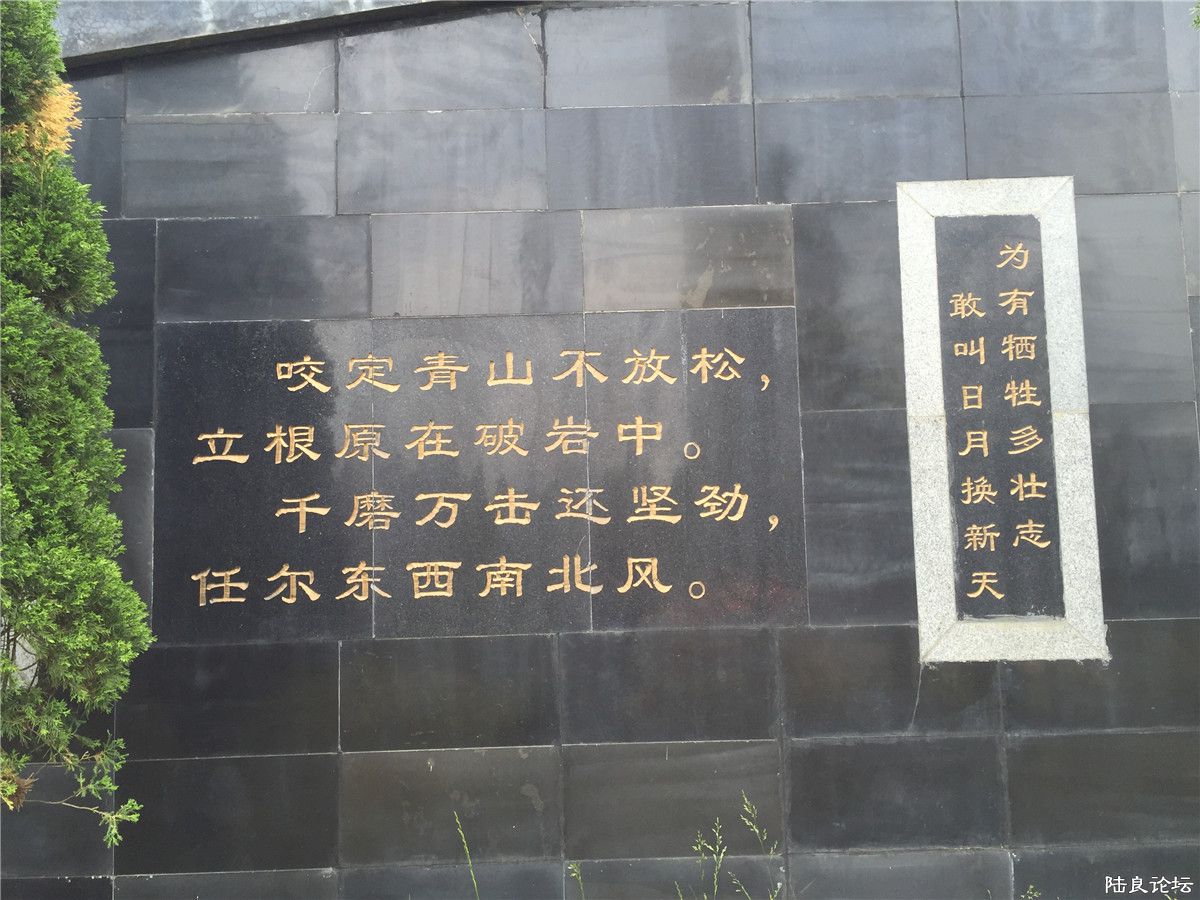 咬定青山不放松，
立根原在破岩中。
千磨万击还坚劲，
任尔东西南北风。
为有牺牲多壮志
敢叫日月换新天
陆良论坛